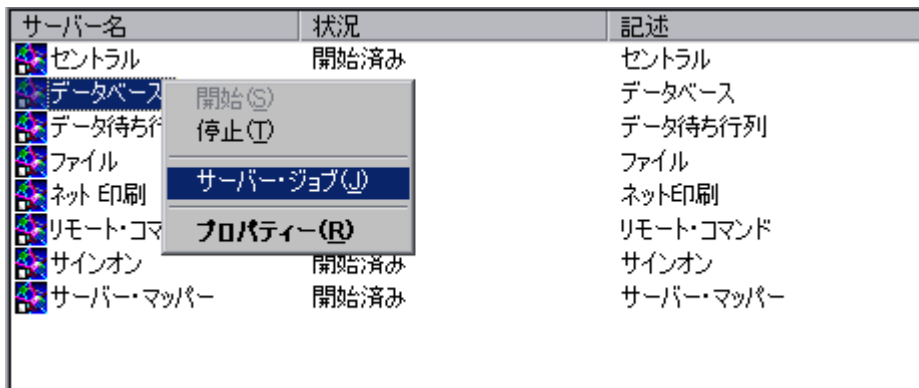 サーバー名 状況 記述
セントラル 開始済み セントラル
データベース データベース
データ待ち行 データ待ち行列
ファイル ファイル
ネット 印刷 ネット印刷
リモート・コマ リモート・コマンド
サインオン 開始済み サインオン
サーバー・マッパー 開始済み サーバー・マッパー
開始(S)
停止(T)
サーバー・ジョブ(J)
プロパティー(R)